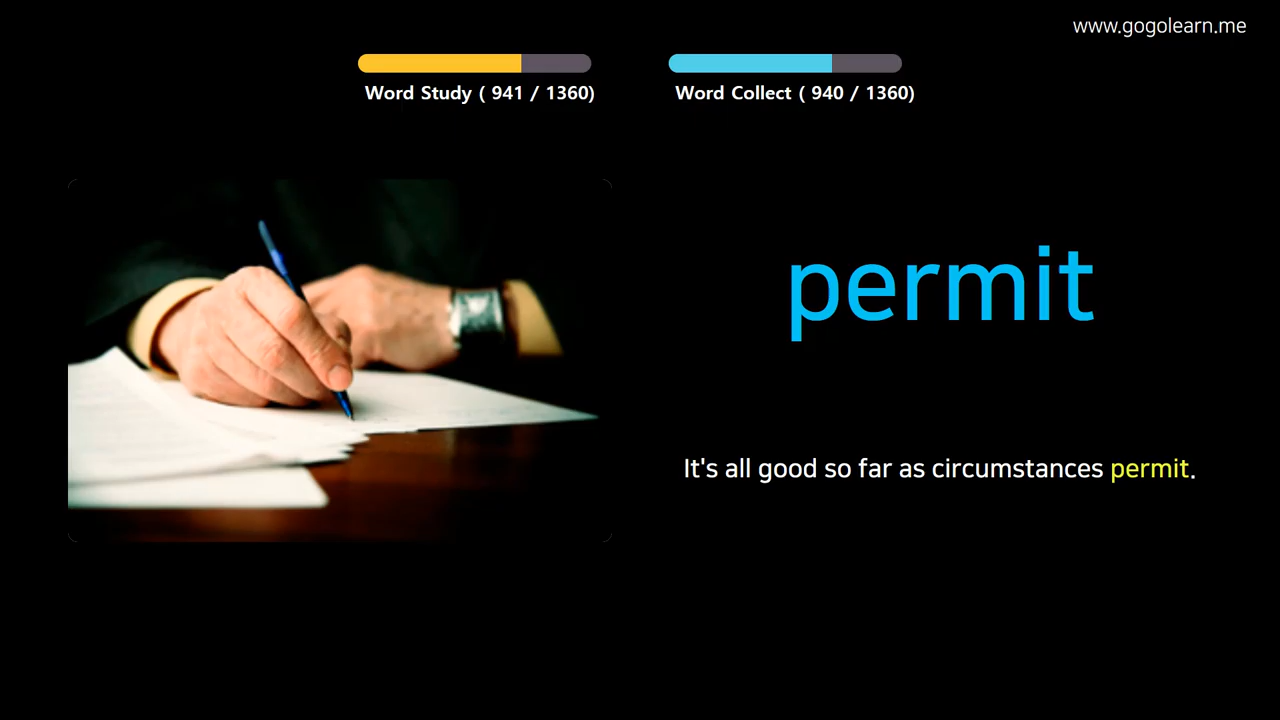 www.gogolearn.me
Word Study ( 941 / 1360)
Word Collect ( 940 / 1360)
permit
It's all good so far as circumstances permit.